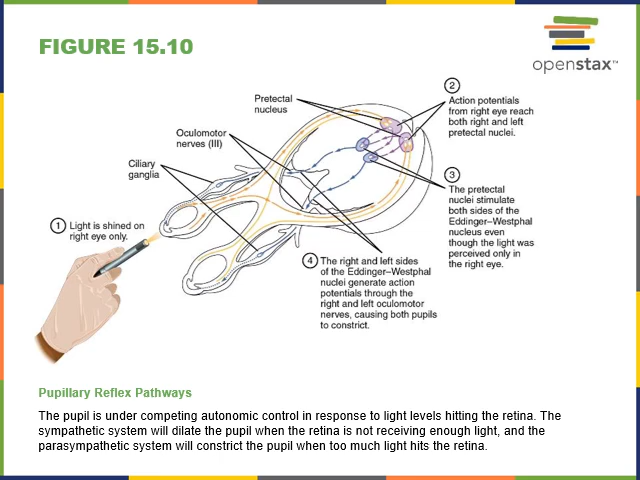 FIGURE 15.10
openstax™
Pretectal
nucleus
Oculomotor
nerves (III)
Ciliary
ganglia
1 Light is shined on
right eye only.
2
Action potentials
from right eye reach
both right and left
pretectal nuclei.
3
The pretectal
nuclei stimulate
both sides of the
Eddinger–Westphal
nucleus even
though the light was
perceived only in
the right eye.
4 The right and left sides
of the Eddinger–Westphal
nuclei generate action
potentials through the
right and left oculomotor
nerves, causing both pupils
to constrict.
Pupillary Reflex Pathways
The pupil is under competing autonomic control in response to light levels hitting the retina. The
sympathetic system will dilate the pupil when the retina is not receiving enough light, and the
parasympathetic system will constrict the pupil when too much light hits the retina.